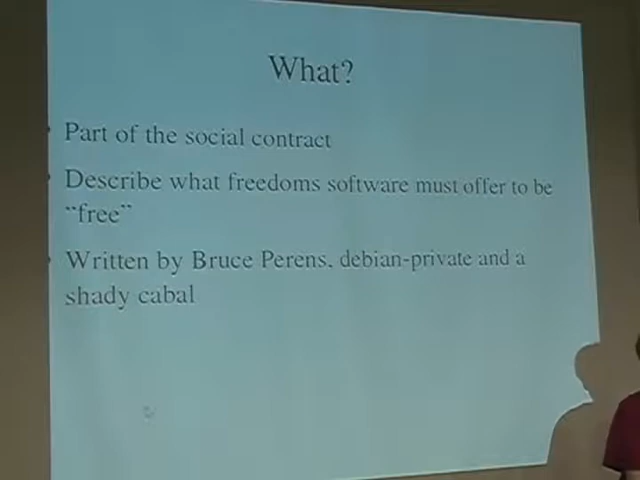 What?
Part of the social contract
Describe what freedoms software must offer to be
“free”
Written by Bruce Perens, debian-private and a
shady cabal